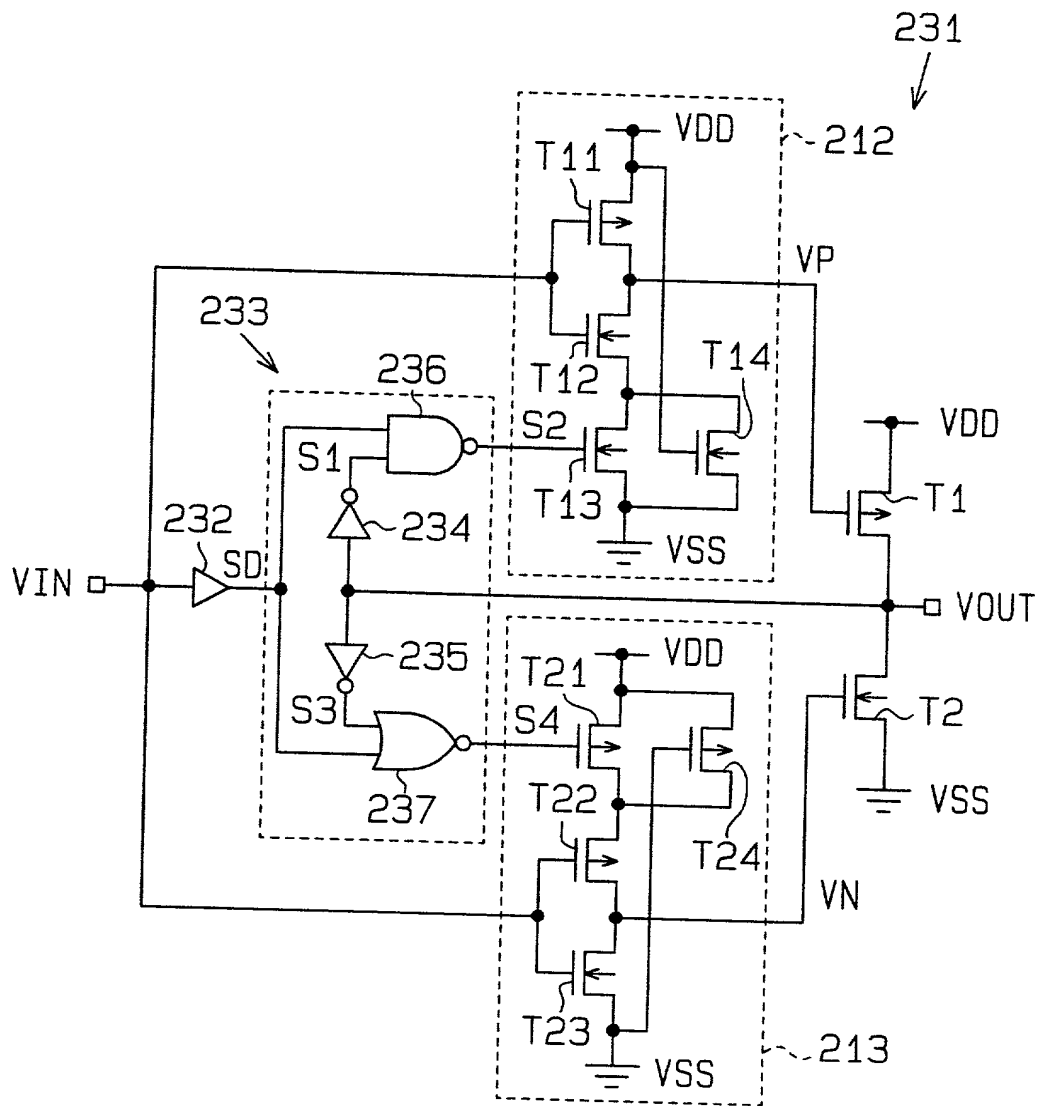 231
VDD
212
T11
VP
233
T12
T14
236
VDD
S2
S1
T1
T13
232
234
VSS
SD
VIN
VOUT
VDD
235
T21
S3
S4
T2
T22
237
VSS
T24
VN
T23
213
VSS